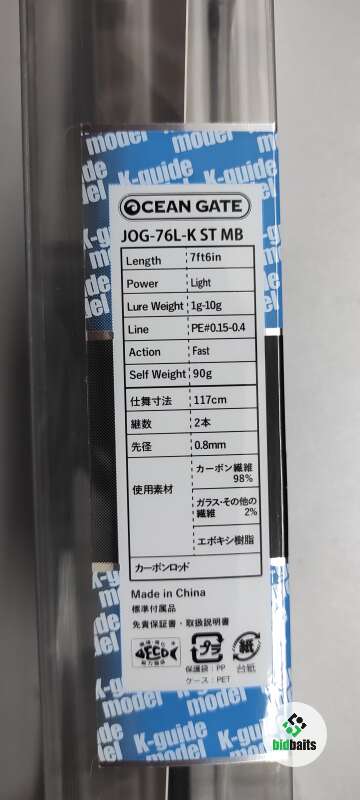 K-guide model
OCEAN GATE
JOG-76L-K ST MB
Length 7ft6in
Power Light
Lure Weight 1g-10g
Line PE#0.15-0.4
Action Fast
Self Weight 90g
仕舞寸法 117cm
継数 2本
先径 0.8mm
使用素材 カーボン繊維
98%
ガラス・その他の
繊維 2%
エポキシ樹脂
カーボンロッド
Made in China
標準付属品
免責保証書・取扱説明書
プラ 紙
保護袋：PP 台紙
ケース：PET
K-guide model
bidbaits